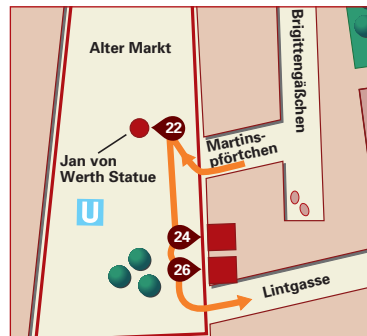 Alter Markt
Brigittengäßchen
22
Martins-
pförtchen
Jan von
Werth Statue
U
24
26
Lintgasse